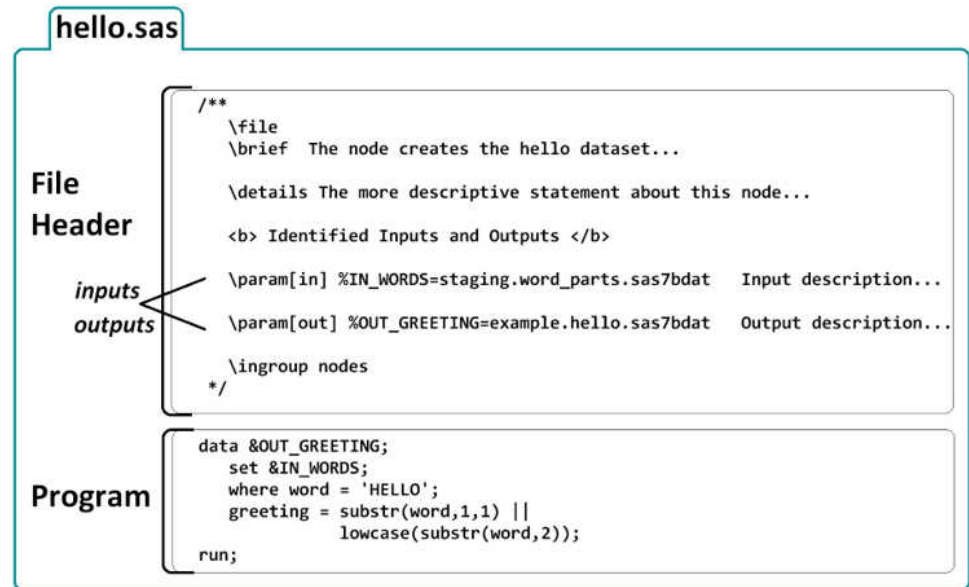 hello.sas
File
Header
inputs
outputs
/**
\file
\brief  The node creates the hello dataset...
\details The more descriptive statement about this node...
<b> Identified Inputs and Outputs </b>
\param[in] %IN_WORDS=staging.word_parts.sas7bdat   Input description...
\param[out] %OUT_GREETING=example.hello.sas7bdat   Output description...
\ingroup nodes
*/
Program
data &OUT_GREETING;
set &IN_WORDS;
where word = 'HELLO';
greeting = substr(word,1,1) ||
lowcase(substr(word,2));
run;